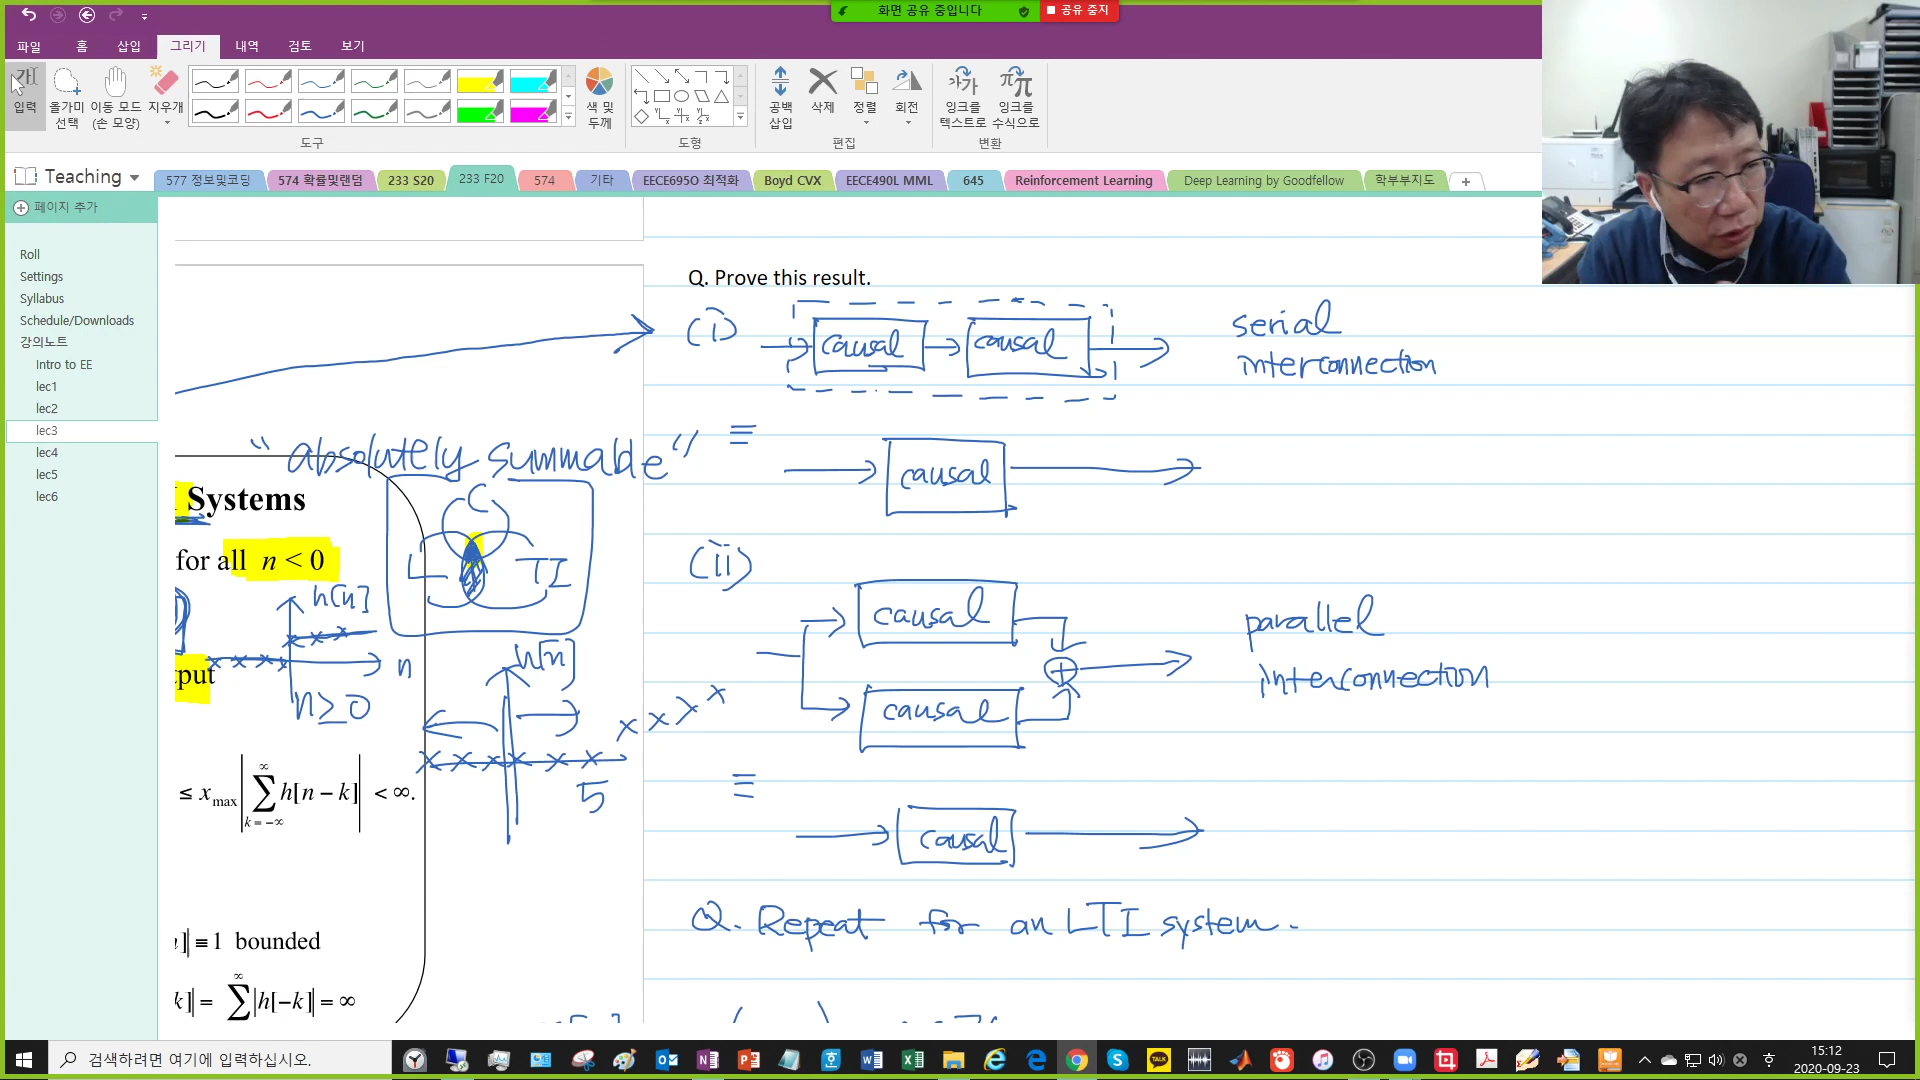 화면 공유 중입니다
공유 중지
파일 홈 삽입 그리기 내역 검토 보기
입력
올가미 선택
이동 모드 (손 모양)
지우개
색 및 두께
공백 삽입
삭제
정렬
회전
잉크를 텍스트로
잉크를 수식으로
도구
도형
편집
변환
Teaching
577 정보및코딩
574 확률및랜덤
233 S20
233 F20
574
기타
EECE695O 최적화
Boyd CVX
EECE490L MML
645
Reinforcement Learning
Deep Learning by Goodfellow
학부부지도
페이지 추가
Roll
Settings
Syllabus
Schedule/Downloads
강의노트
Intro to EE
lec1
lec2
lec3
lec4
lec5
lec6
Q. Prove this result.
(i) causal causal serial
interconnection
"absolutely summable"
≡ causal
Systems
C
L TI
for all n < 0
h[n]
n
n ≥ 0
put
h[n]
5
(ii) causal
causal
+
parallel
interconnection
≤ x_max |∑_{k=-∞}^{∞} h[n − k]| < ∞.
≡
causal
Q. Repeat for an LTI system.
]| ≡ 1 bounded
k]| = ∑^{∞} |h[−k]| = ∞
검색하려면 여기에 입력하십시오.
15:12
2020-09-23